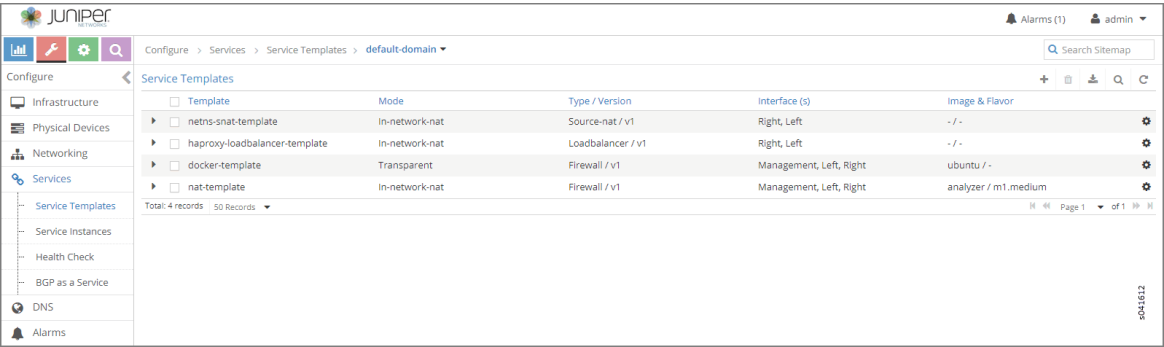 JUNIPER
NETWORKS
Alarms (1) admin
Configure > Services > Service Templates > default-domain
Search Sitemap
Configure
Infrastructure
Physical Devices
Networking
Services
Service Templates
Service Instances
Health Check
BGP as a Service
DNS
Alarms
Service Templates
Template Mode Type / Version Interface (s) Image & Flavor
netns-snat-template In-network-nat Source-nat / v1 Right, Left - / -
haproxy-loadbalancer-template In-network-nat Loadbalancer / v1 Right, Left - / -
docker-template Transparent Firewall / v1 Management, Left, Right ubuntu / -
nat-template In-network-nat Firewall / v1 Management, Left, Right analyzer / m1.medium
Total: 4 records 50 Records Page 1 of 1
s041612